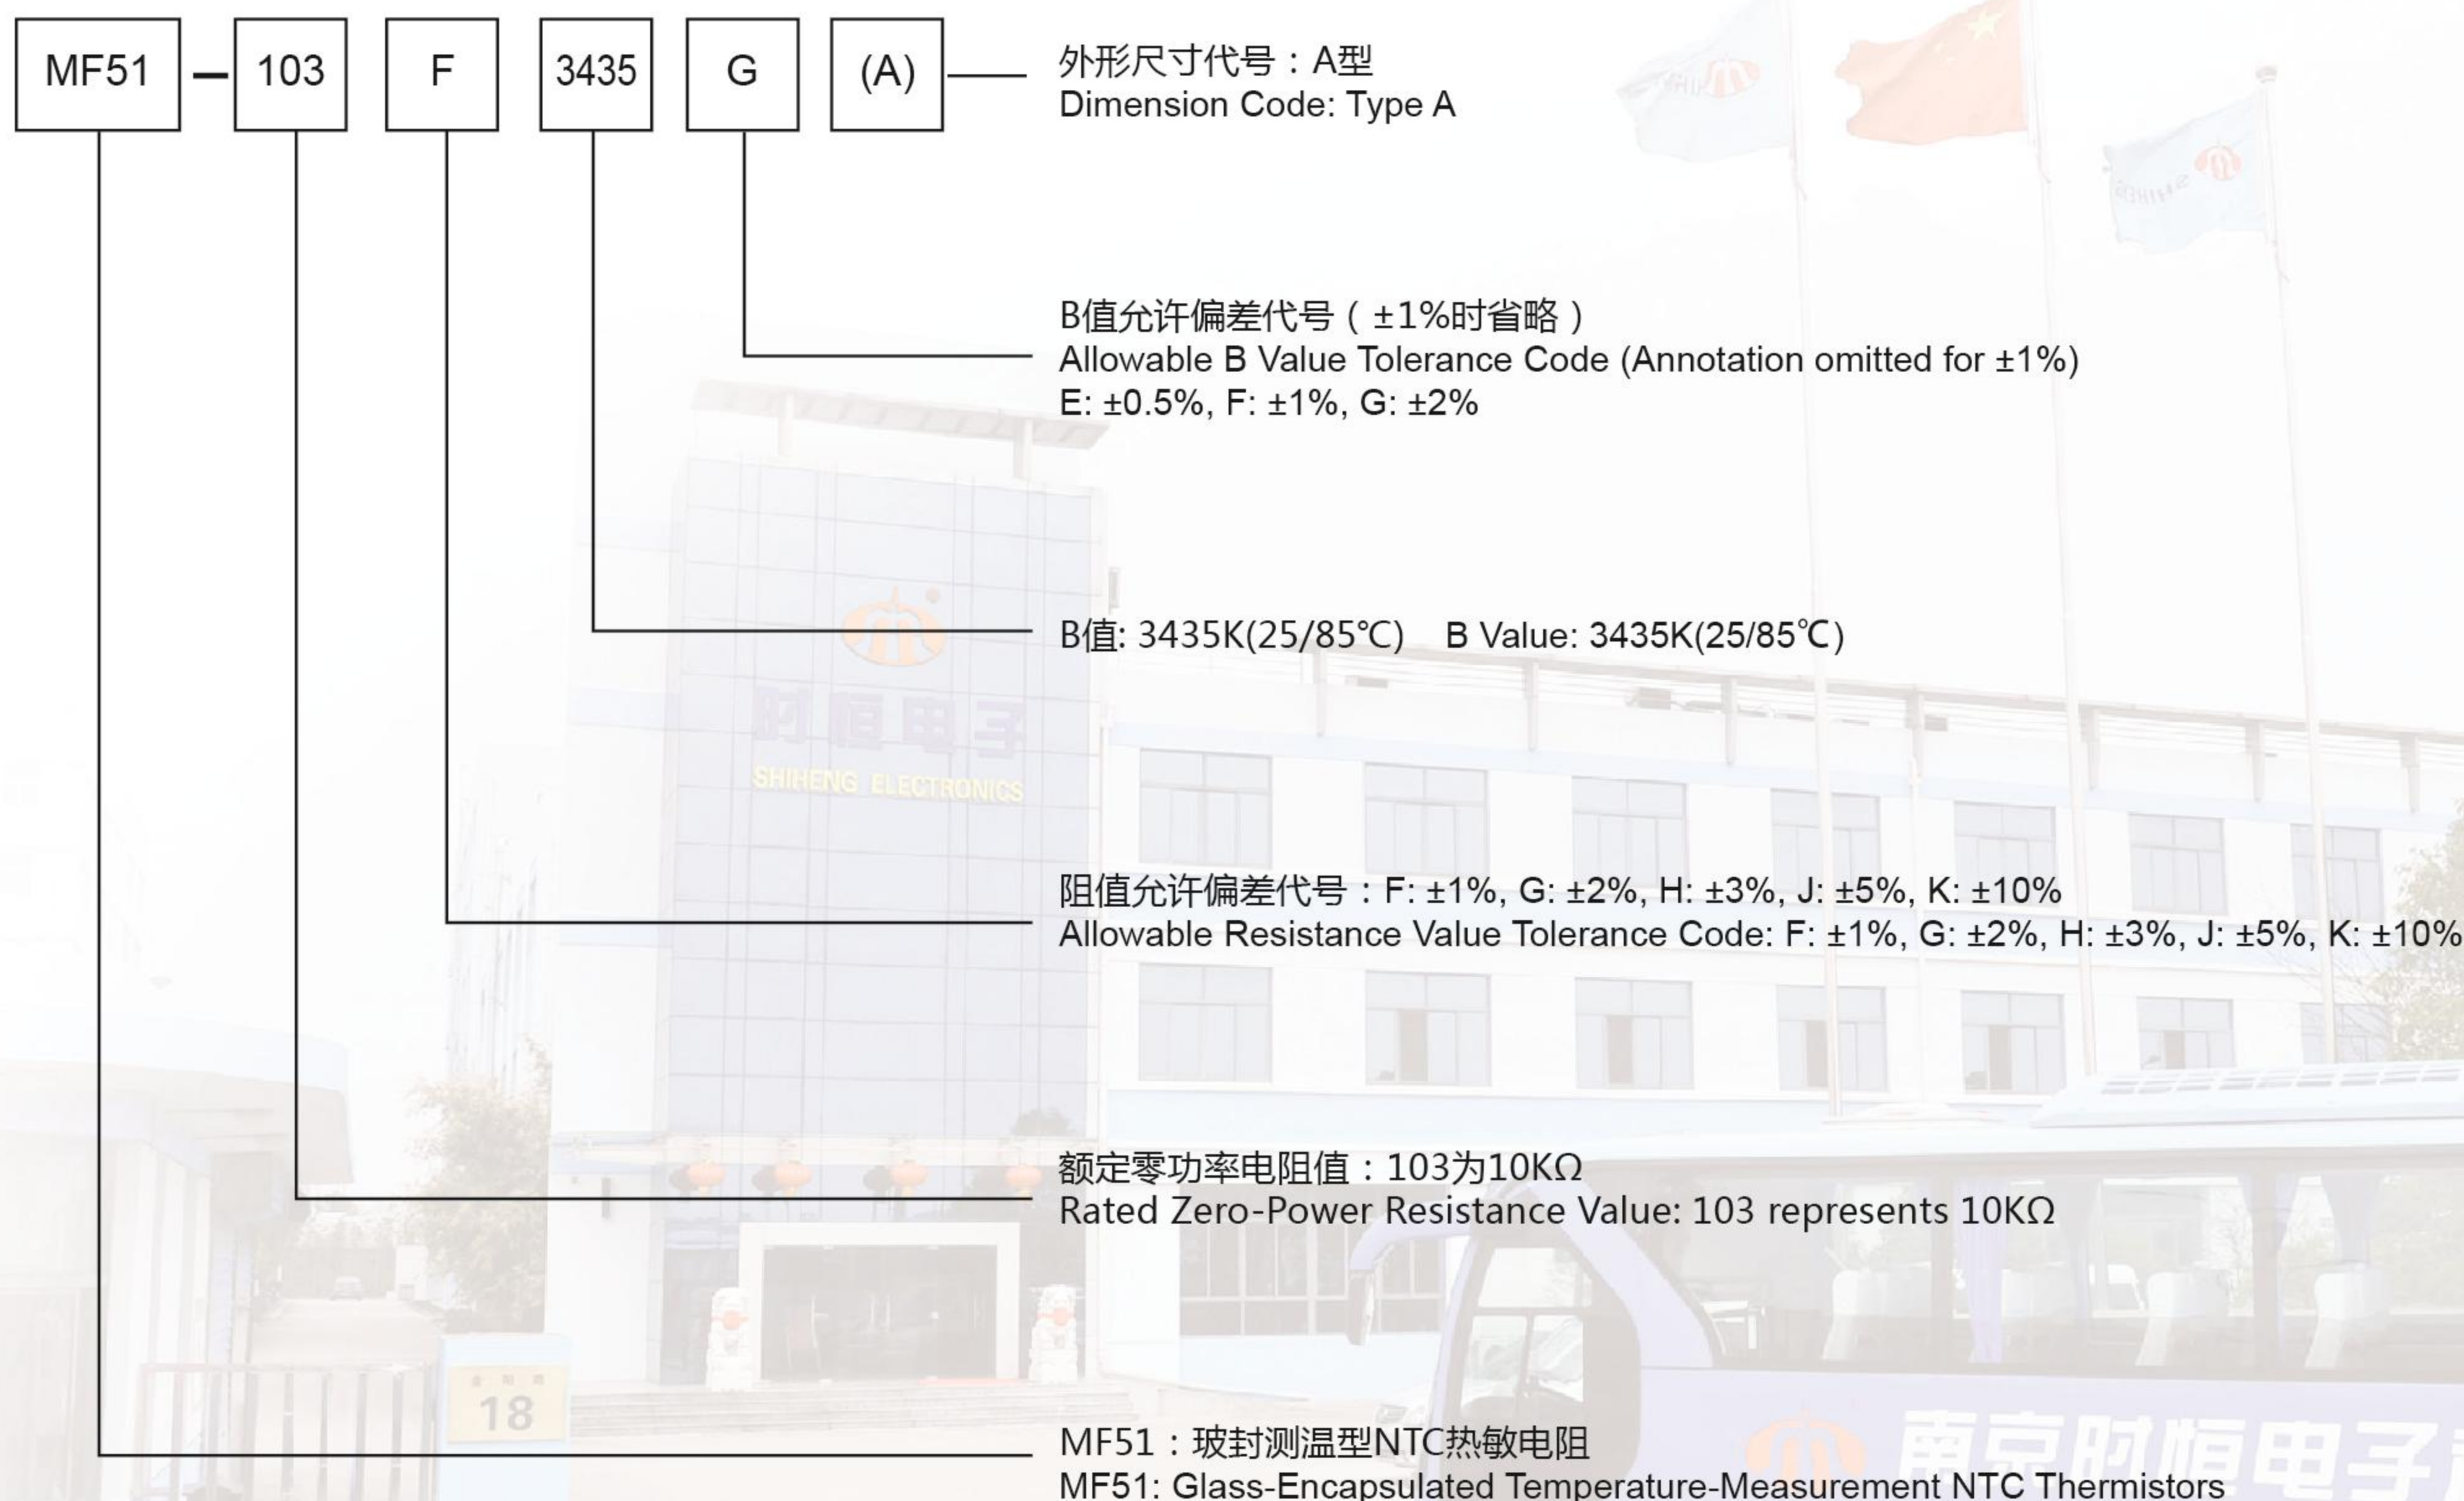 MF51 - 103 F 3435 G (A)
外形尺寸代号：A型
Dimension Code: Type A
B值允许偏差代号（±1%时省略）
Allowable B Value Tolerance Code (Annotation omitted for ±1%)
E: ±0.5%, F: ±1%, G: ±2%
B值: 3435K(25/85℃) B Value: 3435K(25/85℃)
时恒电子
SHIHENG ELECTRONICS
阻值允许偏差代号：F: ±1%, G: ±2%, H: ±3%, J: ±5%, K: ±10%
Allowable Resistance Value Tolerance Code: F: ±1%, G: ±2%, H: ±3%, J: ±5%, K: ±10%
额定零功率电阻值：103为10KΩ
Rated Zero-Power Resistance Value: 103 represents 10KΩ
18
MF51：玻封测温型NTC热敏电阻
MF51: Glass-Encapsulated Temperature-Measurement NTC Thermistors
南京时恒电子